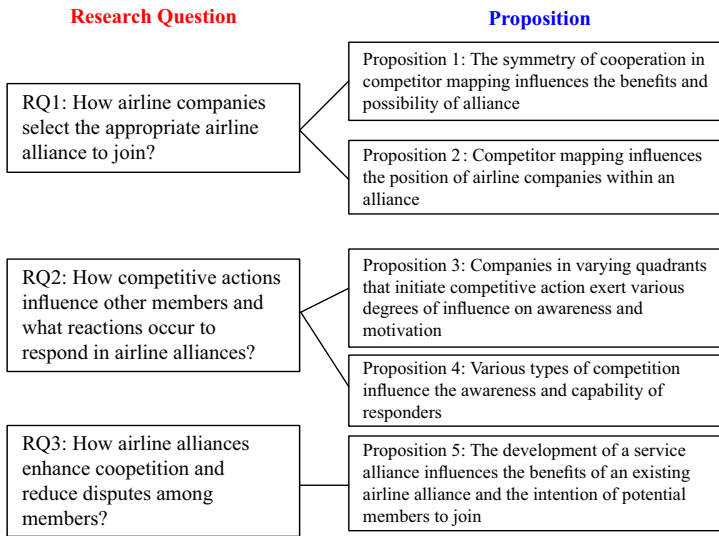 Research Question
Proposition
RQ1: How airline companies
select the appropriate airline
alliance to join?
Proposition 1: The symmetry of cooperation in
competitor mapping influences the benefits and
possibility of alliance
Proposition 2: Competitor mapping influences
the position of airline companies within an
alliance
RQ2: How competitive actions
influence other members and
what reactions occur to
respond in airline alliances?
Proposition 3: Companies in varying quadrants
that initiate competitive action exert various
degrees of influence on awareness and
motivation
Proposition 4: Various types of competition
influence the awareness and capability of
responders
RQ3: How airline alliances
enhance coopetition and
reduce disputes among
members?
Proposition 5: The development of a service
alliance influences the benefits of an existing
airline alliance and the intention of potential
members to join